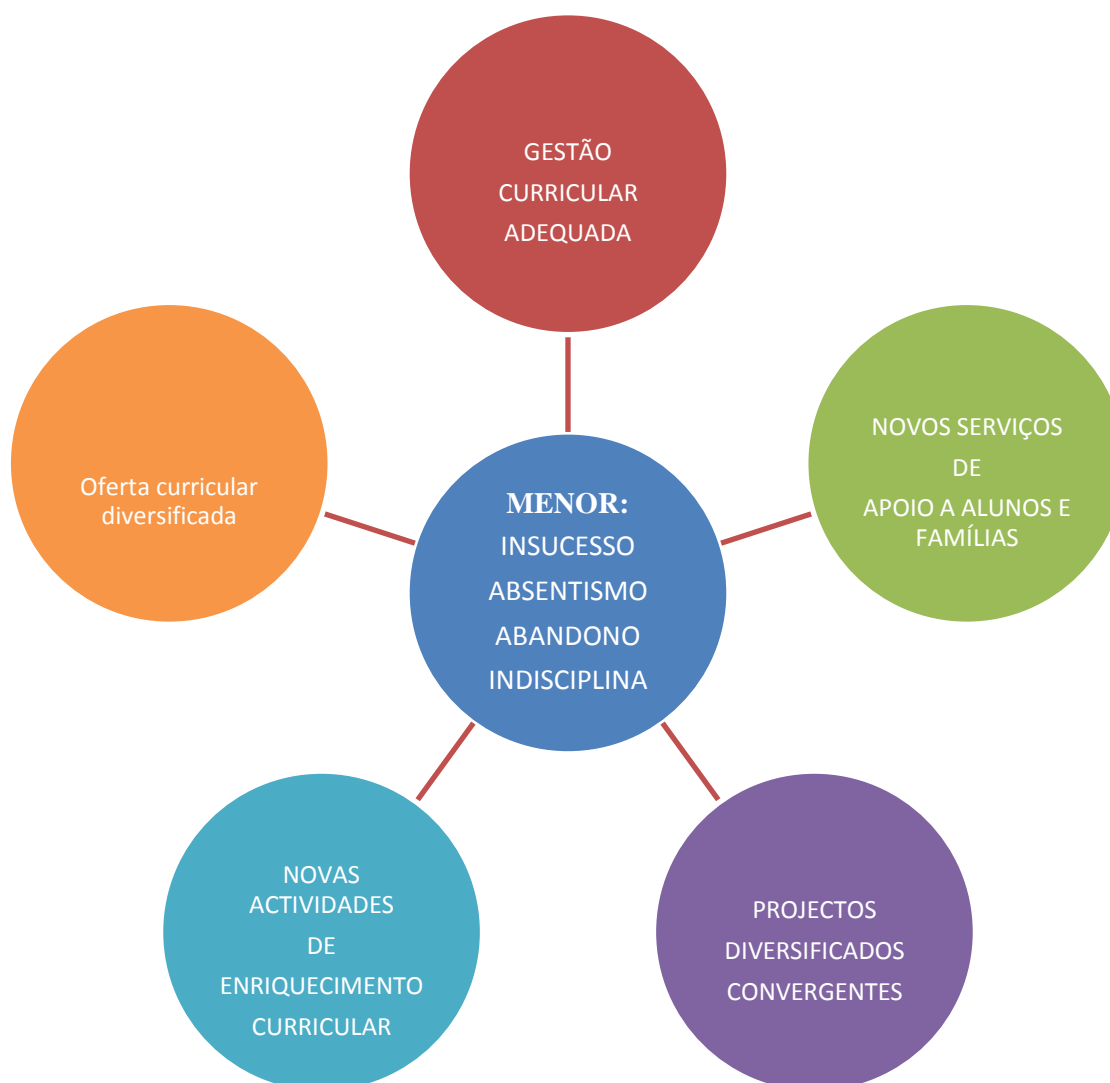 GESTÃO
CURRICULAR
ADEQUADA
NOVOS SERVIÇOS
DE
APOIO A ALUNOS E
FAMÍLIAS
Oferta curricular
diversificada
MENOR:
INSUCESSO
ABSENTISMO
ABANDONO
INDISCIPLINA
NOVAS
ACTIVIDADES
DE
ENRIQUECIMENTO
CURRICULAR
PROJECTOS
DIVERSIFICADOS
CONVERGENTES